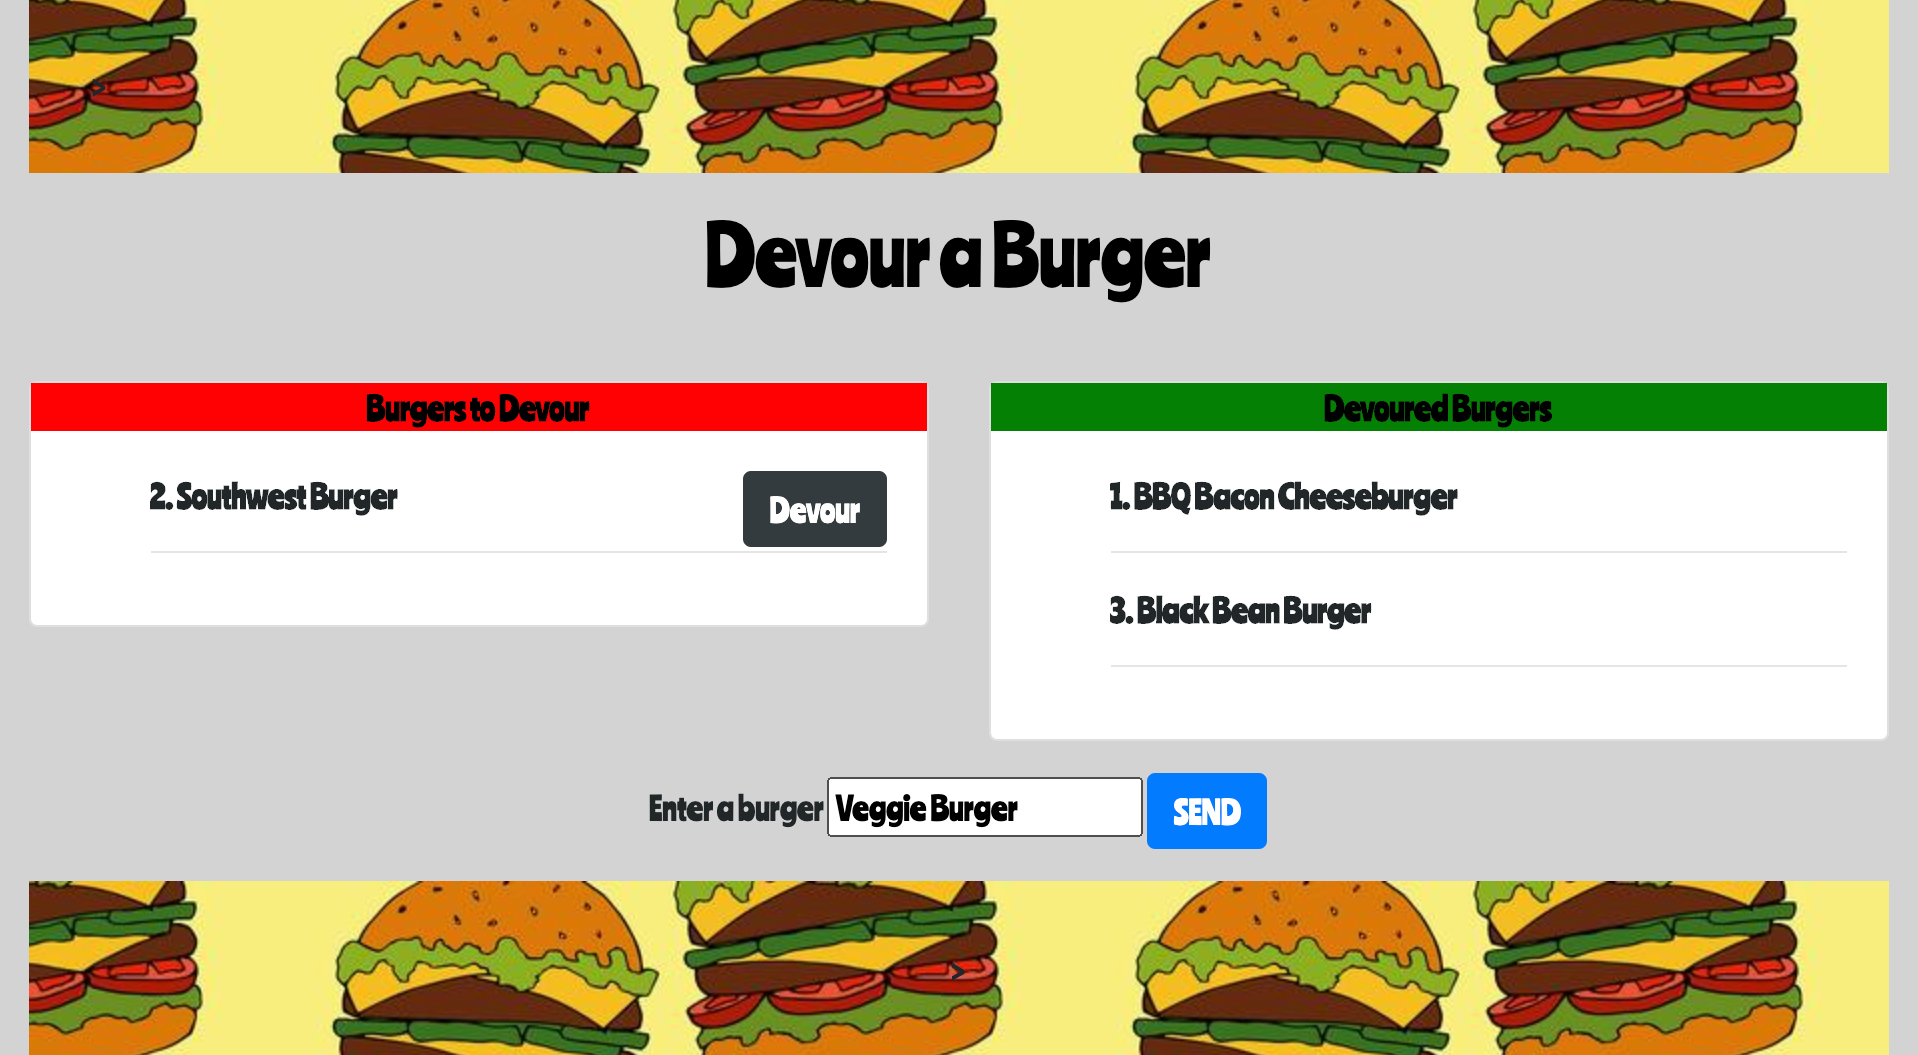 >
Devour a Burger
Burgers to Devour
2. Southwest Burger
Devour
Devoured Burgers
1. BBQ Bacon Cheeseburger
3. Black Bean Burger
Enter a burger Veggie Burger SEND
>